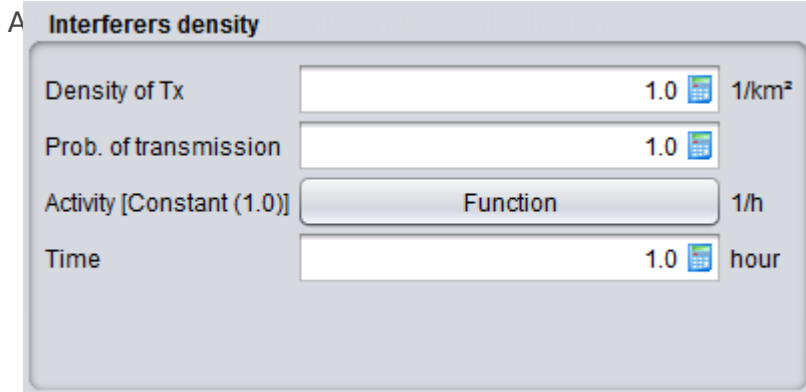 A
Interferers density
Density of Tx 1.0 1/km²
Prob. of transmission 1.0
Activity [Constant (1.0)] Function 1/h
Time 1.0 hour